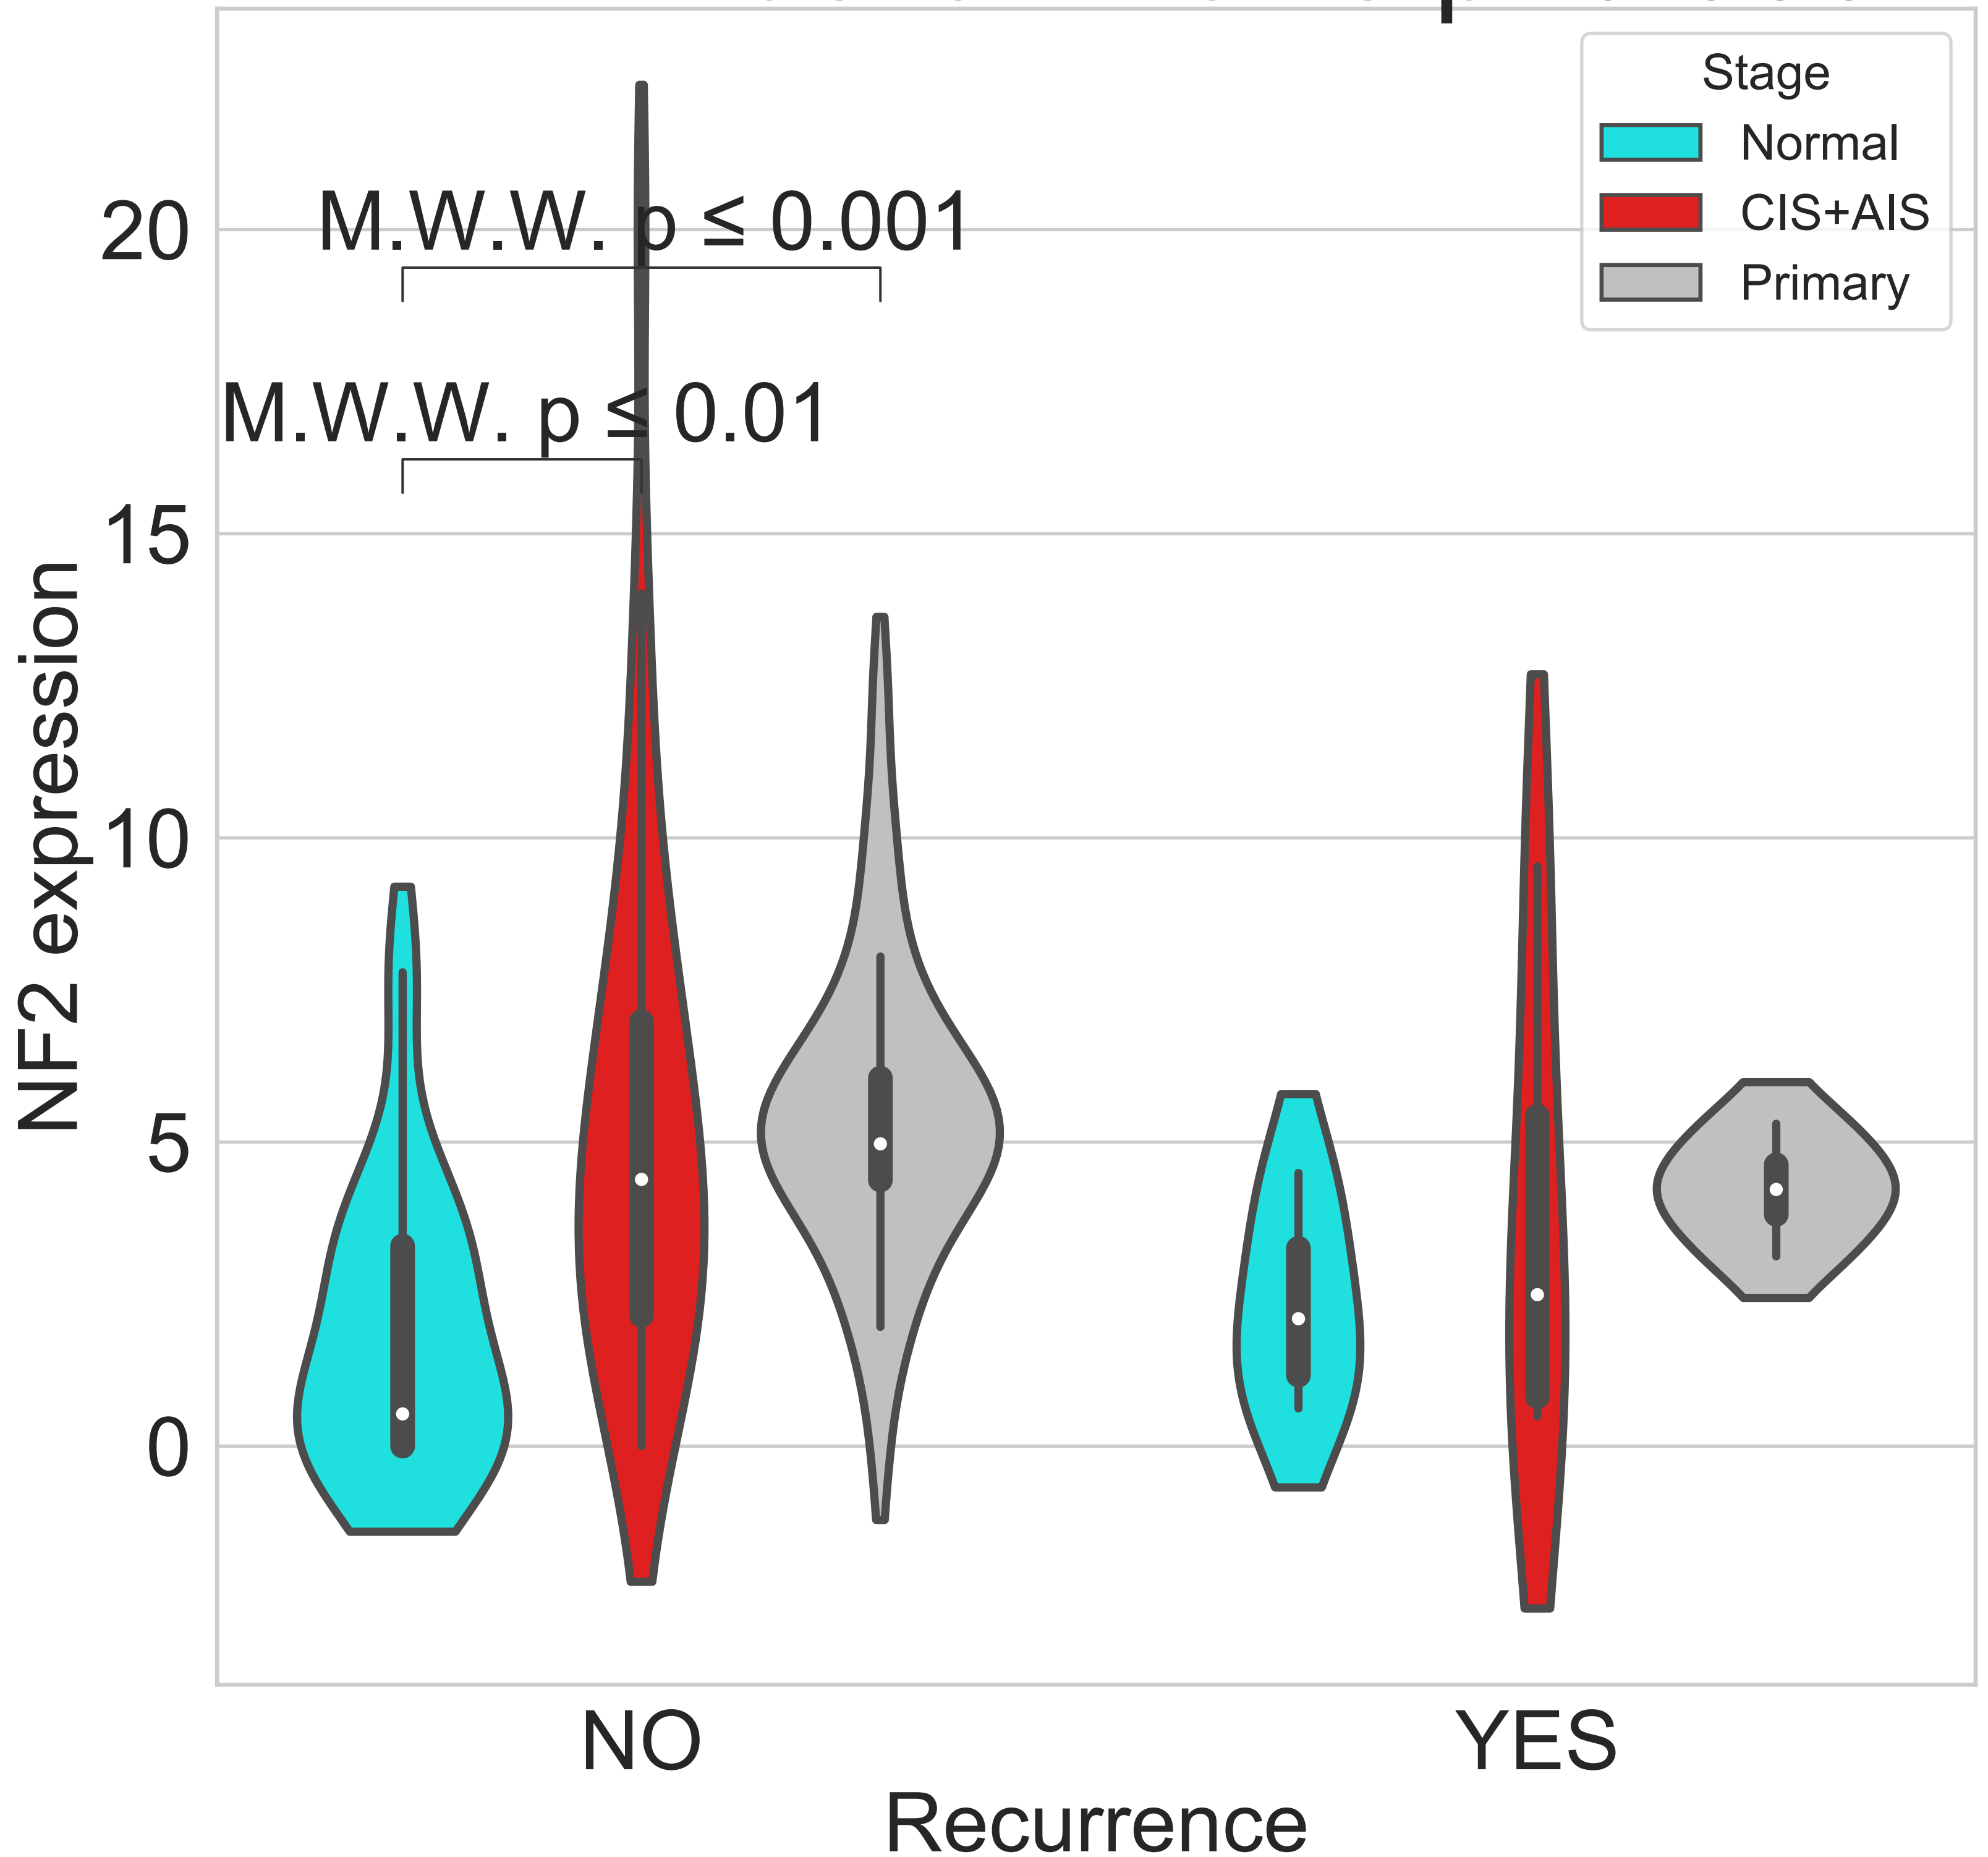 Stage
Normal
CIS+AIS
Primary
M.W.W. p ≤ 0.001
M.W.W. p ≤ 0.01
20
15
10
5
0
NF2 expression
NO
YES
Recurrence